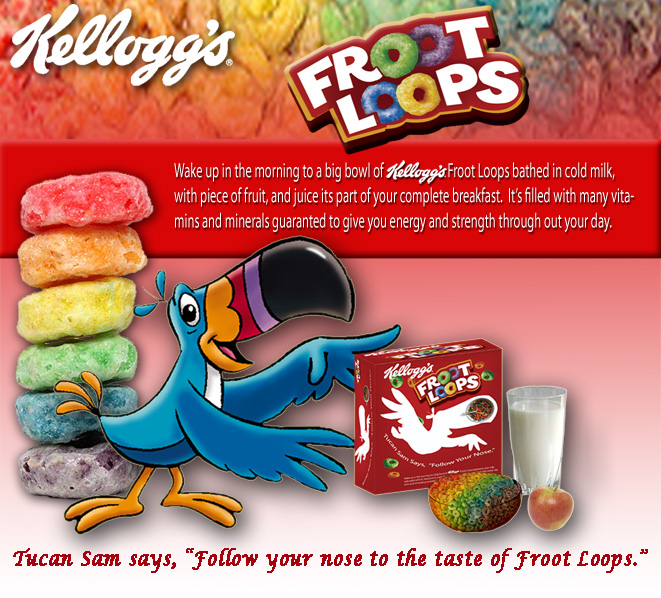 Kellogg's®
FROOT
LOOPS
Wake up in the morning to a big bowl of Kellogg's Froot Loops bathed in cold milk,
with piece of fruit, and juice its part of your complete breakfast. It's filled with many vita-
mins and minerals guaranted to give you energy and strength through out your day.
Kellogg's
FROOT
LOOPS
Tucan Sam Says, "Follow Your Nose."
Tucan Sam says, "Follow your nose to the taste of Froot Loops."